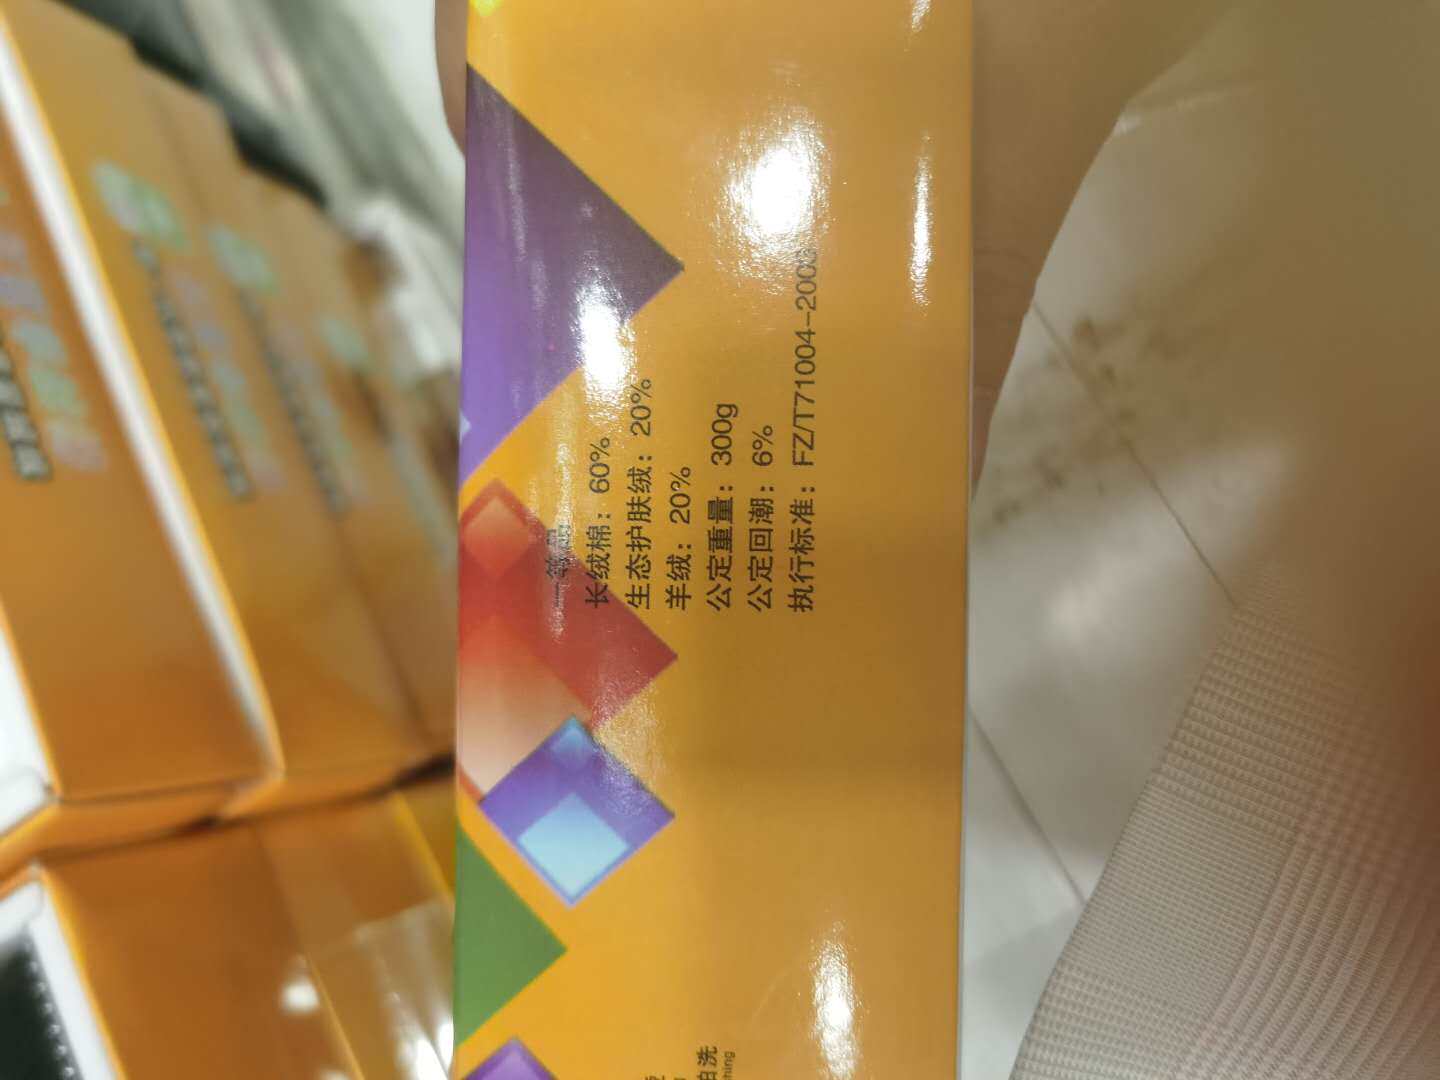 一等品
长绒棉：60%
生态护肤绒：20%
羊绒：20%
公定重量：300g
公定回潮：6%
执行标准：FZ/T71004-2003